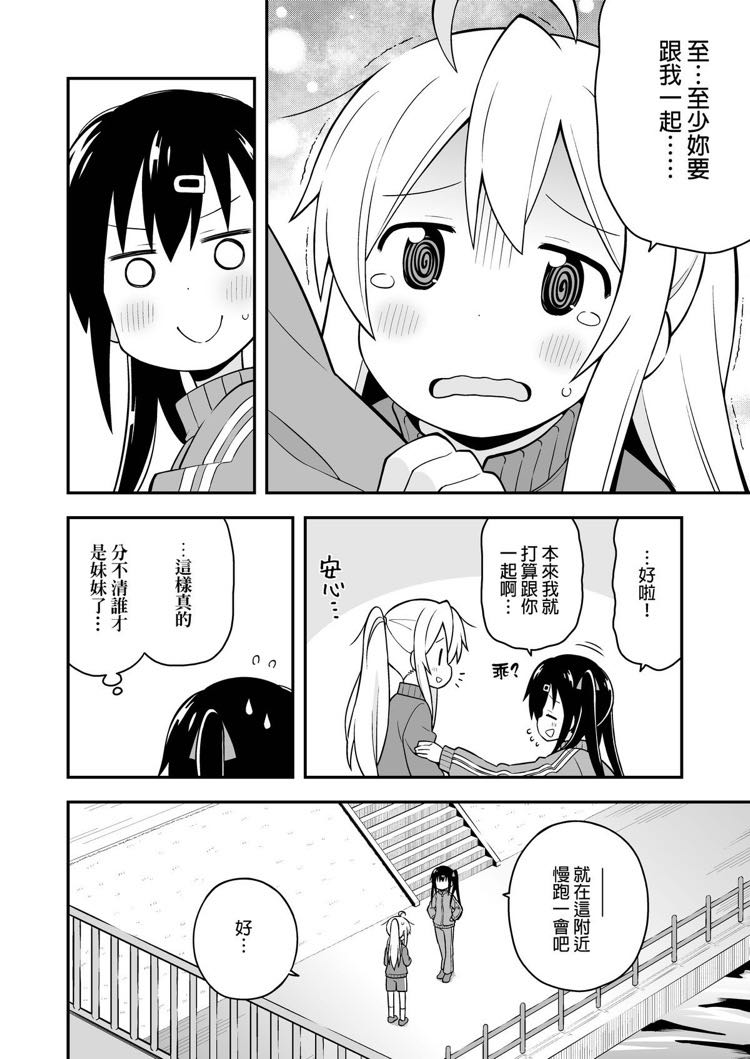 至…至少妳要
跟我一起……
…好啦！
本來我就
打算跟你
一起啊…
乖？
安心…
…這樣真的
分不清誰才
是妹妹了…
——就在這附近
慢跑一會吧
好…